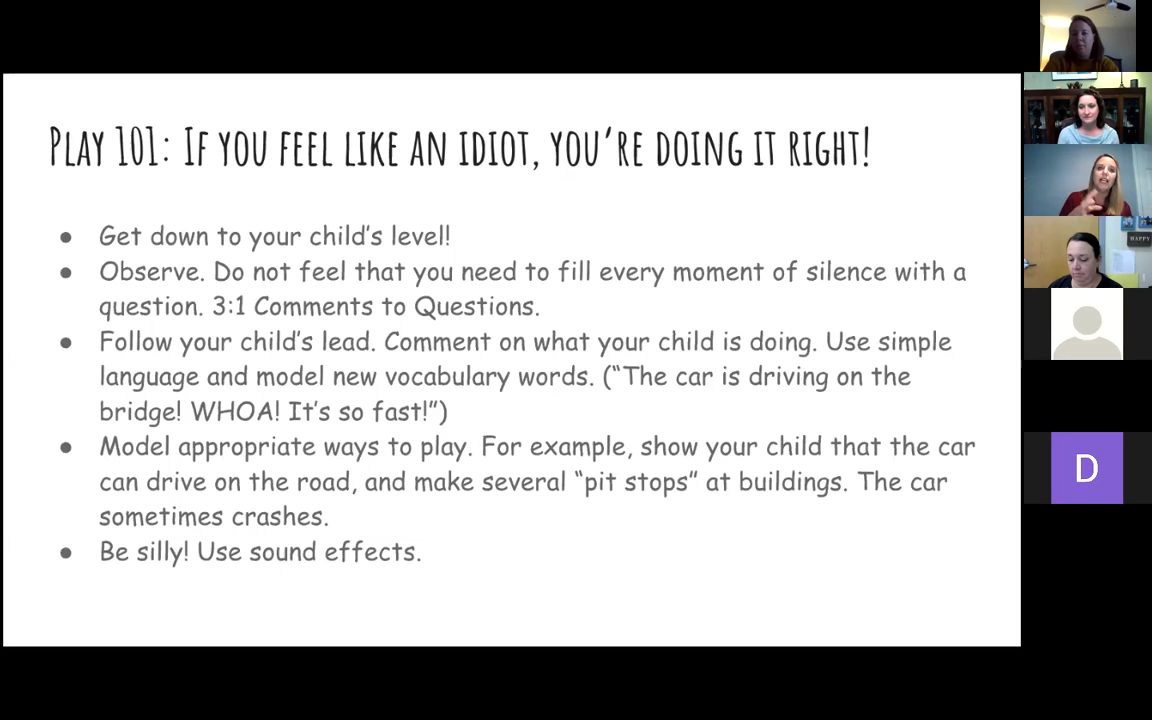 Play 101: If you feel like an idiot, you're doing it right!
● Get down to your child's level!
● Observe. Do not feel that you need to fill every moment of silence with a
question. 3:1 Comments to Questions.
● Follow your child's lead. Comment on what your child is doing. Use simple
language and model new vocabulary words. ("The car is driving on the
bridge! WHOA! It's so fast!")
● Model appropriate ways to play. For example, show your child that the car
can drive on the road, and make several "pit stops" at buildings. The car
sometimes crashes.
● Be silly! Use sound effects.
HAPPY
D